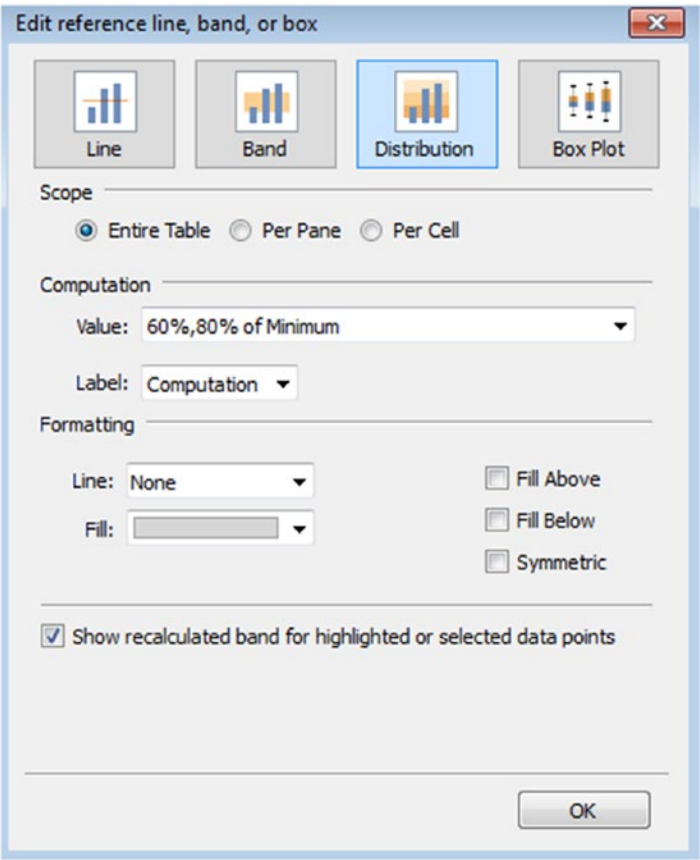 Edit reference line, band, or box
Line Band Distribution Box Plot
Scope
Entire Table Per Pane Per Cell
Computation
Value: 60%,80% of Minimum
Label: Computation
Formatting
Line: None Fill Above
Fill: Fill Below
Symmetric
Show recalculated band for highlighted or selected data points
OK